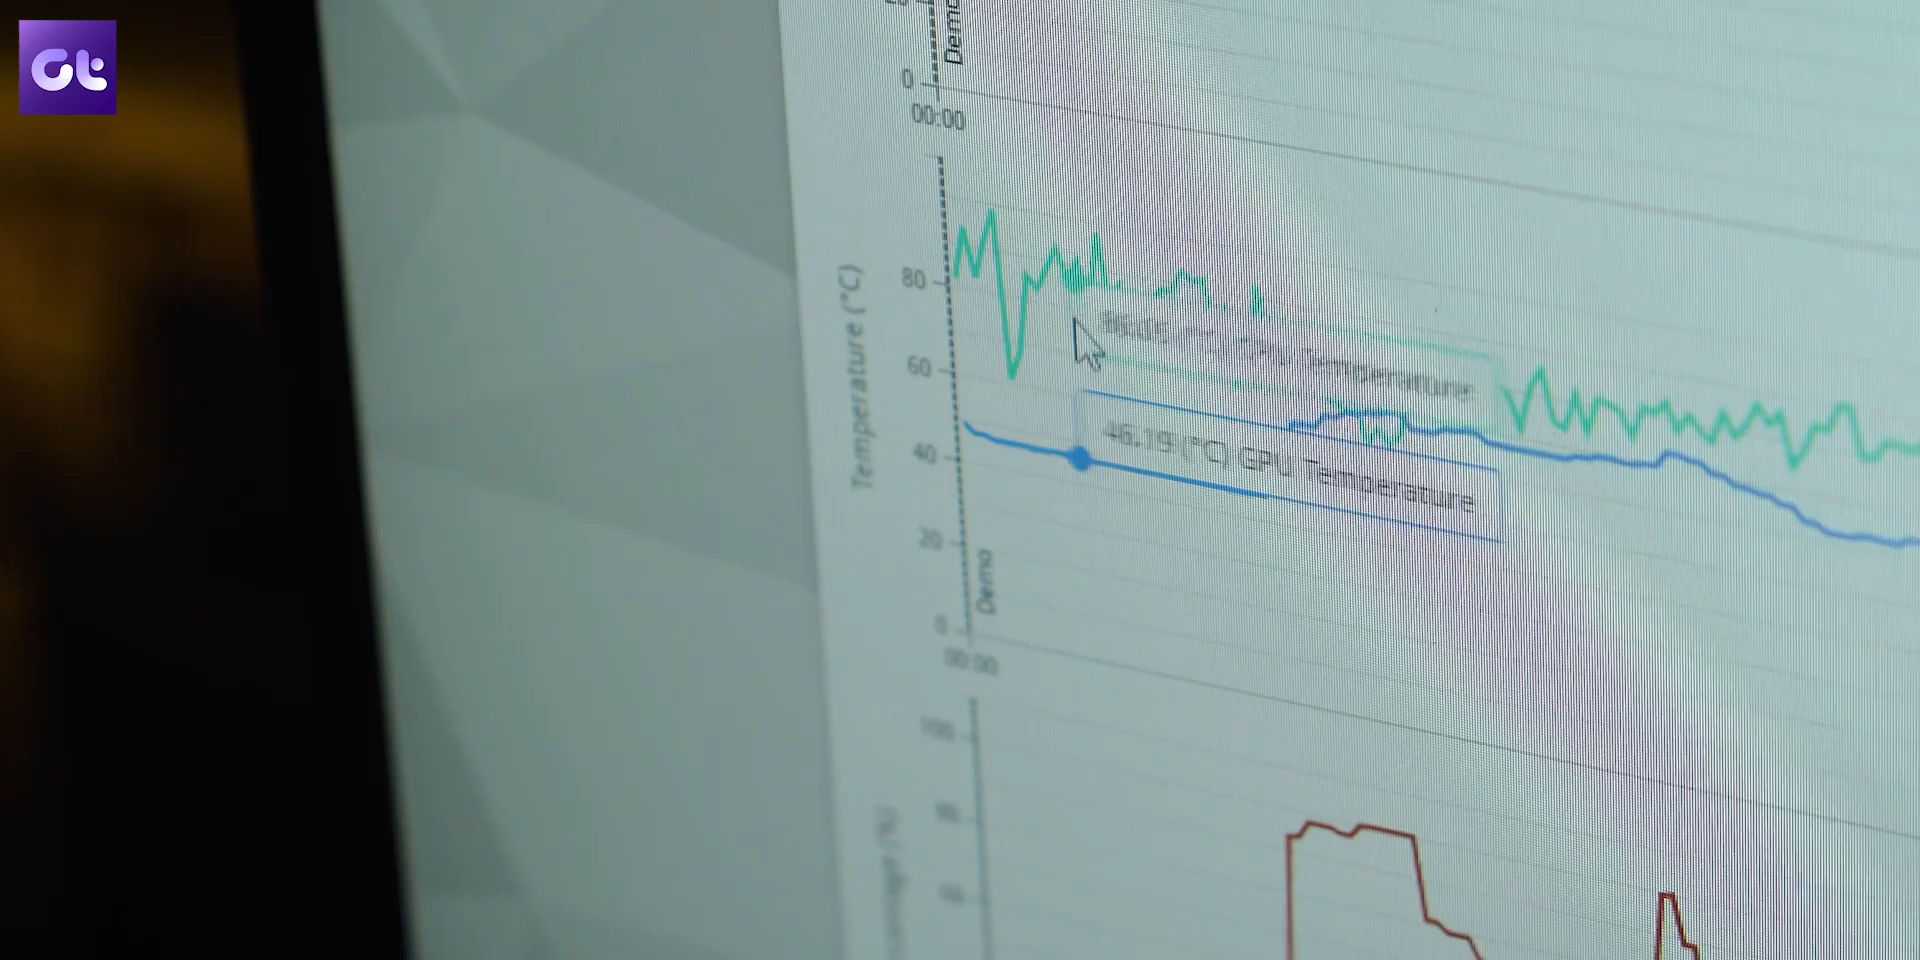 Gt
Demo
0
00:00
Temperature (°C)
80
60
40
20
0
Demo
00:00
Temperature
46.19 (°C) GPU Temperature
100